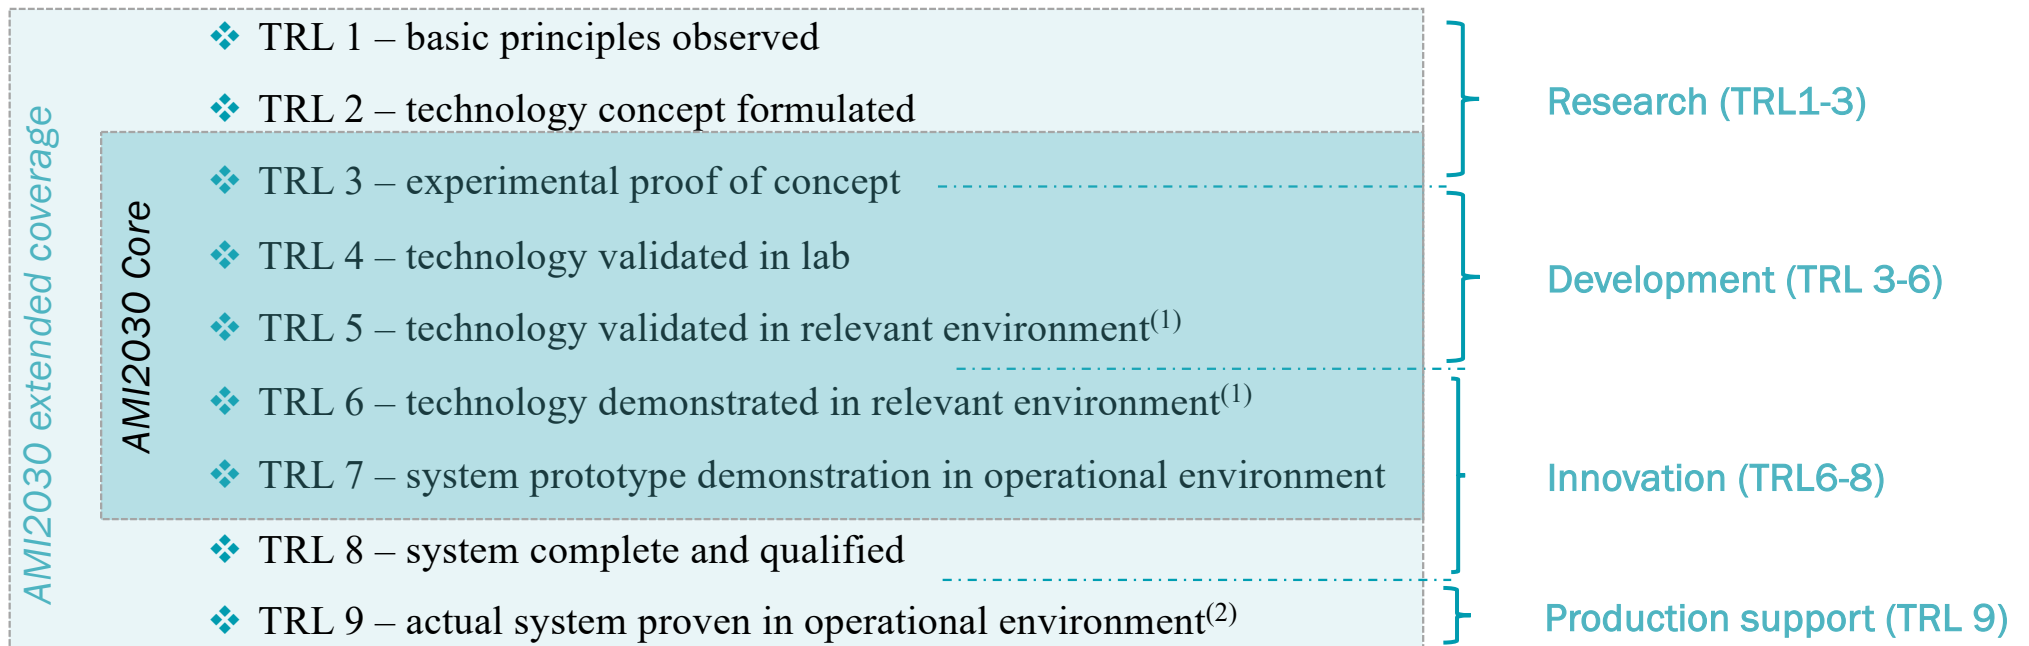 AMI2030 extended coverage
AMI2030 Core
❖ TRL 1 – basic principles observed
❖ TRL 2 – technology concept formulated
❖ TRL 3 – experimental proof of concept
❖ TRL 4 – technology validated in lab
❖ TRL 5 – technology validated in relevant environment(1)
❖ TRL 6 – technology demonstrated in relevant environment(1)
❖ TRL 7 – system prototype demonstration in operational environment
❖ TRL 8 – system complete and qualified
❖ TRL 9 – actual system proven in operational environment(2)
Research (TRL1-3)
Development (TRL 3-6)
Innovation (TRL6-8)
Production support (TRL 9)